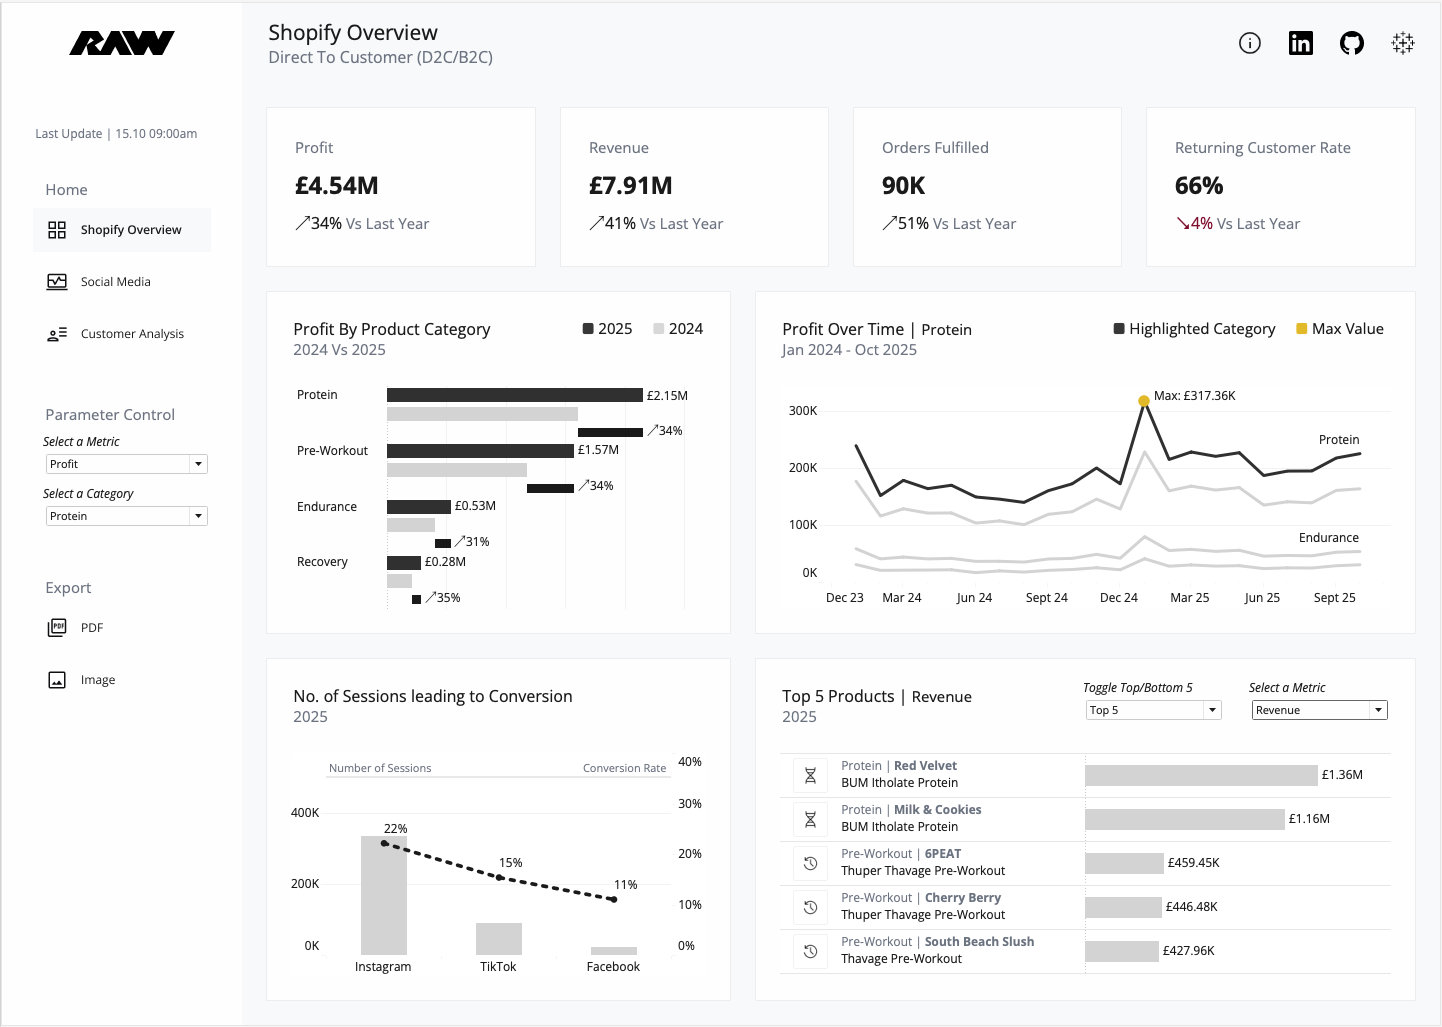 RAW
Last Update | 15.10 09:00am
Home
Shopify Overview
Social Media
Customer Analysis
Parameter Control
Select a Metric
Profit
Select a Category
Protein
Export
PDF
PDF
Image
Shopify Overview
Direct To Customer (D2C/B2C)
in
Profit
£4.54M
↗34% Vs Last Year
Revenue
£7.91M
↗41% Vs Last Year
Orders Fulfilled
90K
↗51% Vs Last Year
Returning Customer Rate
66%
↘4% Vs Last Year
Profit By Product Category
2024 Vs 2025
2025 2024
Protein £2.15M
↗34%
Pre-Workout £1.57M
↗34%
Endurance £0.53M
↗31%
Recovery £0.28M
↗35%
Profit Over Time | Protein
Jan 2024 - Oct 2025
Highlighted Category Max Value
Max: £317.36K
300K
Protein
200K
100K
Endurance
0K
Dec 23 Mar 24 Jun 24 Sept 24 Dec 24 Mar 25 Jun 25 Sept 25
No. of Sessions leading to Conversion
2025
Number of Sessions Conversion Rate
40%
30%
400K
22%
20%
15%
200K
11%
10%
0K 0%
Instagram TikTok Facebook
Top 5 Products | Revenue
2025
Toggle Top/Bottom 5
Top 5
Select a Metric
Revenue
Protein | Red Velvet
BUM Itholate Protein
£1.36M
Protein | Milk & Cookies
BUM Itholate Protein
£1.16M
Pre-Workout | 6PEAT
Thuper Thavage Pre-Workout
£459.45K
Pre-Workout | Cherry Berry
Thuper Thavage Pre-Workout
£446.48K
Pre-Workout | South Beach Slush
Thavage Pre-Workout
£427.96K